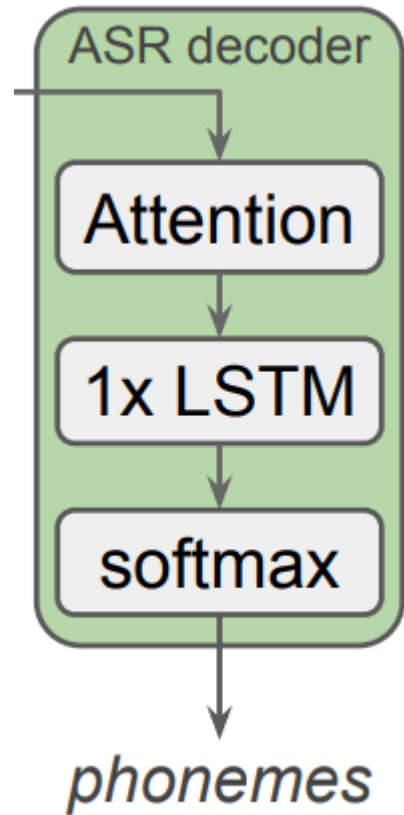 ASR decoder
Attention
1x LSTM
softmax
phonemes